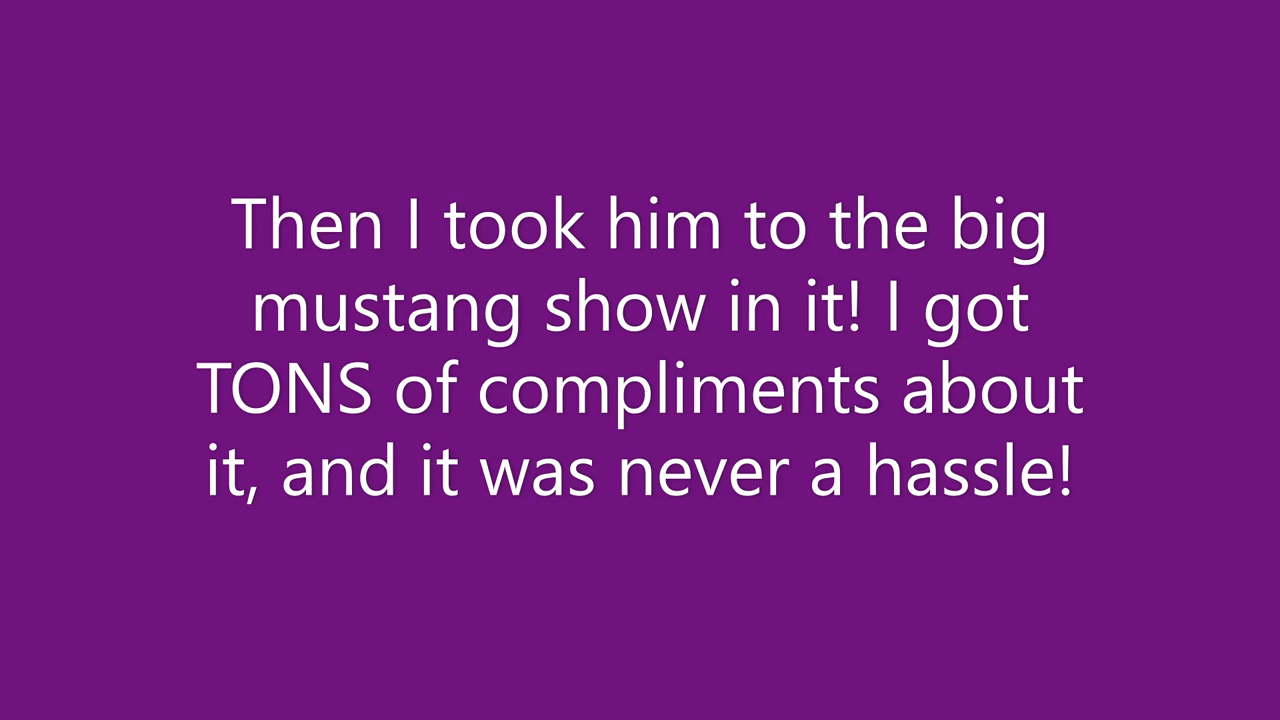 Then I took him to the big
mustang show in it! I got
TONS of compliments about
it, and it was never a hassle!